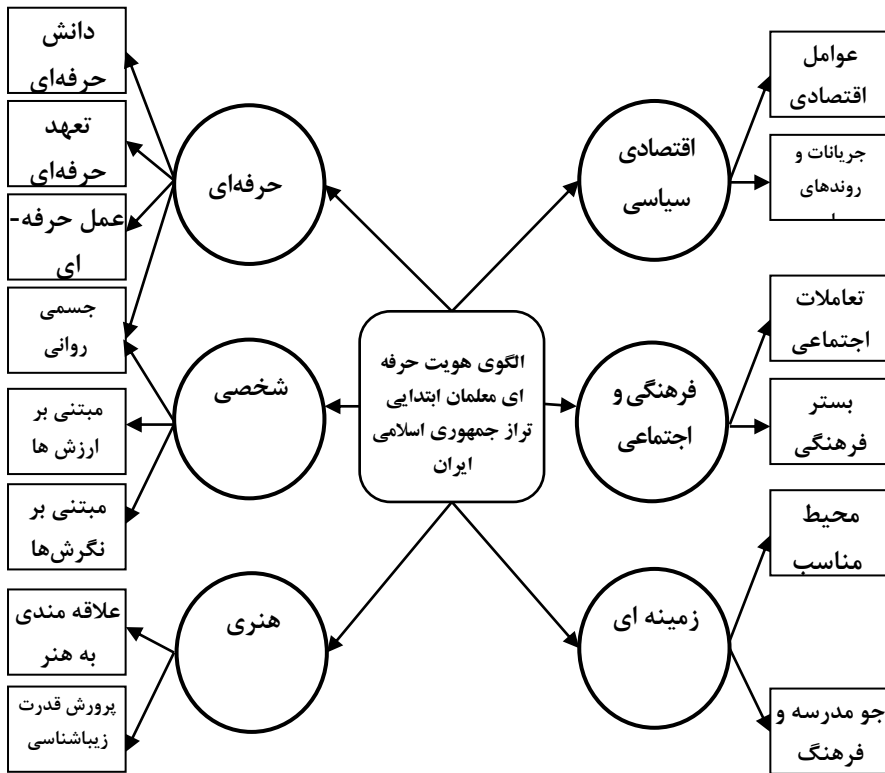 عوامل
اقتصادی
جریانات و
روندهای
اقتصادی
سیاسی
تعاملات
اجتماعی
بستر
فرهنگی
فرهنگی و
اجتماعی
محیط
مناسب
جو مدرسه و
فرهنگ
زمینه ای
الگوی هویت حرفه
ای معلمان ابتدایی
تراز جمهوری اسلامی
ایران
حرفه‌ای
دانش
حرفه‌ای
تعهد
حرفه‌ای
عمل حرفه-
ای
شخصی
جسمی
روانی
مبتنی بر
ارزش ها
مبتنی بر
نگرش‌ها
هنری
علاقه مندی
به هنر
پرورش قدرت
زیباشناسی